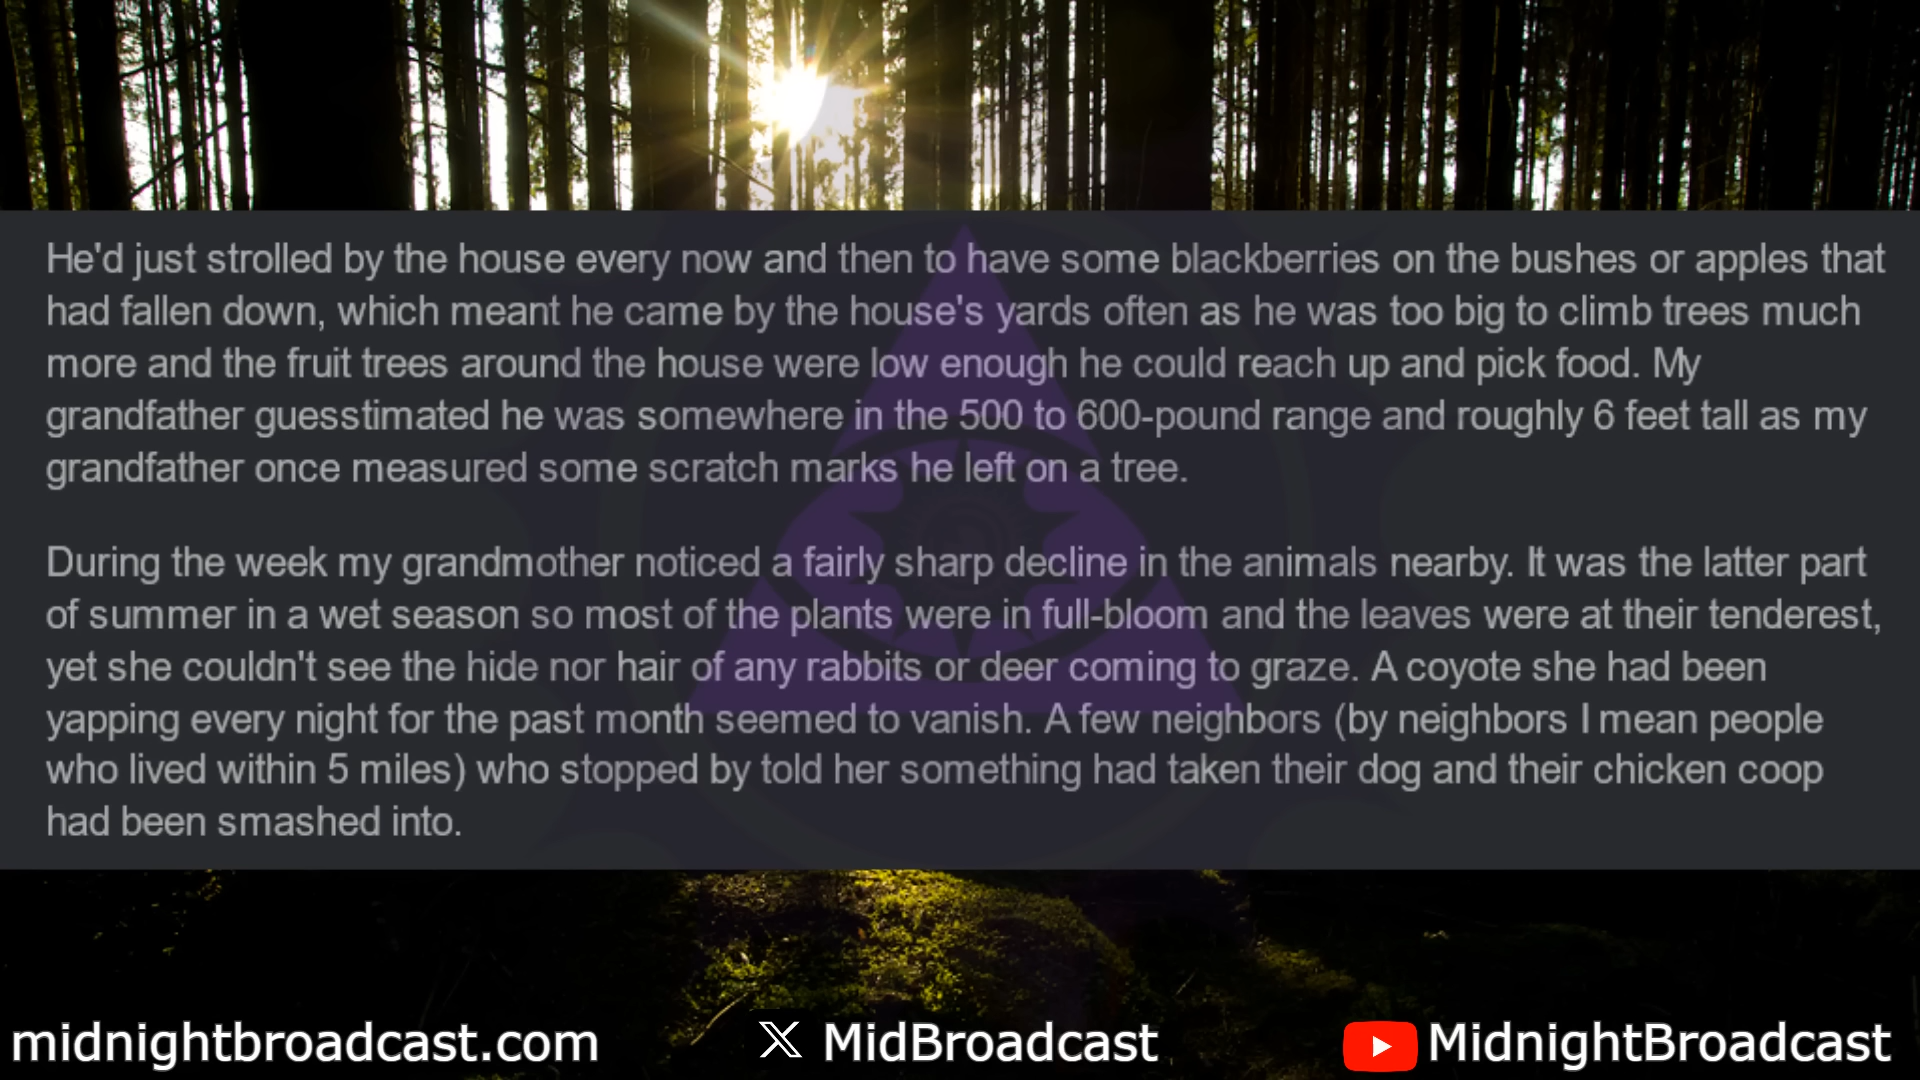 He'd just strolled by the house every now and then to have some blackberries on the bushes or apples that
had fallen down, which meant he came by the house's yards often as he was too big to climb trees much
more and the fruit trees around the house were low enough he could reach up and pick food. My
grandfather guesstimated he was somewhere in the 500 to 600-pound range and roughly 6 feet tall as my
grandfather once measured some scratch marks he left on a tree.
During the week my grandmother noticed a fairly sharp decline in the animals nearby. It was the latter part
of summer in a wet season so most of the plants were in full-bloom and the leaves were at their tenderest,
yet she couldn't see the hide nor hair of any rabbits or deer coming to graze. A coyote she had been
yapping every night for the past month seemed to vanish. A few neighbors (by neighbors I mean people
who lived within 5 miles) who stopped by told her something had taken their dog and their chicken coop
had been smashed into.
midnightbroadcast.com
MidBroadcast
MidnightBroadcast